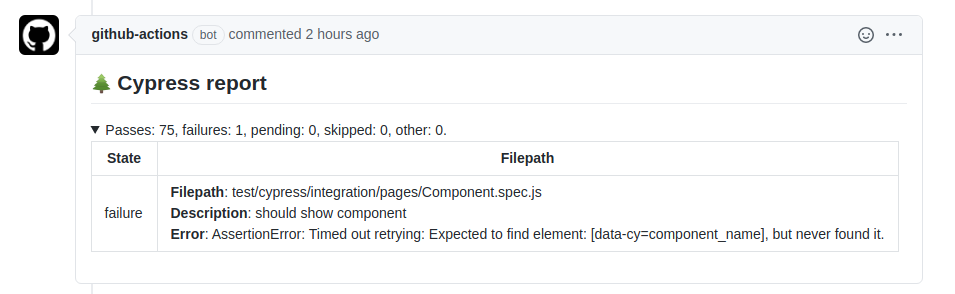 github-actions bot commented 2 hours ago
Cypress report
Passes: 75, failures: 1, pending: 0, skipped: 0, other: 0.
State Filepath
failure
Filepath: test/cypress/integration/pages/Component.spec.js
Description: should show component
Error: AssertionError: Timed out retrying: Expected to find element: [data-cy=component_name], but never found it.